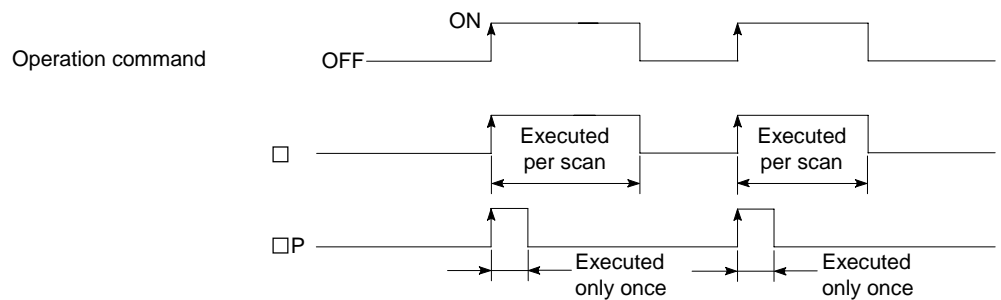 ON
Operation command OFF
Executed Executed
per scan per scan
□
□P
Executed Executed
only once only once